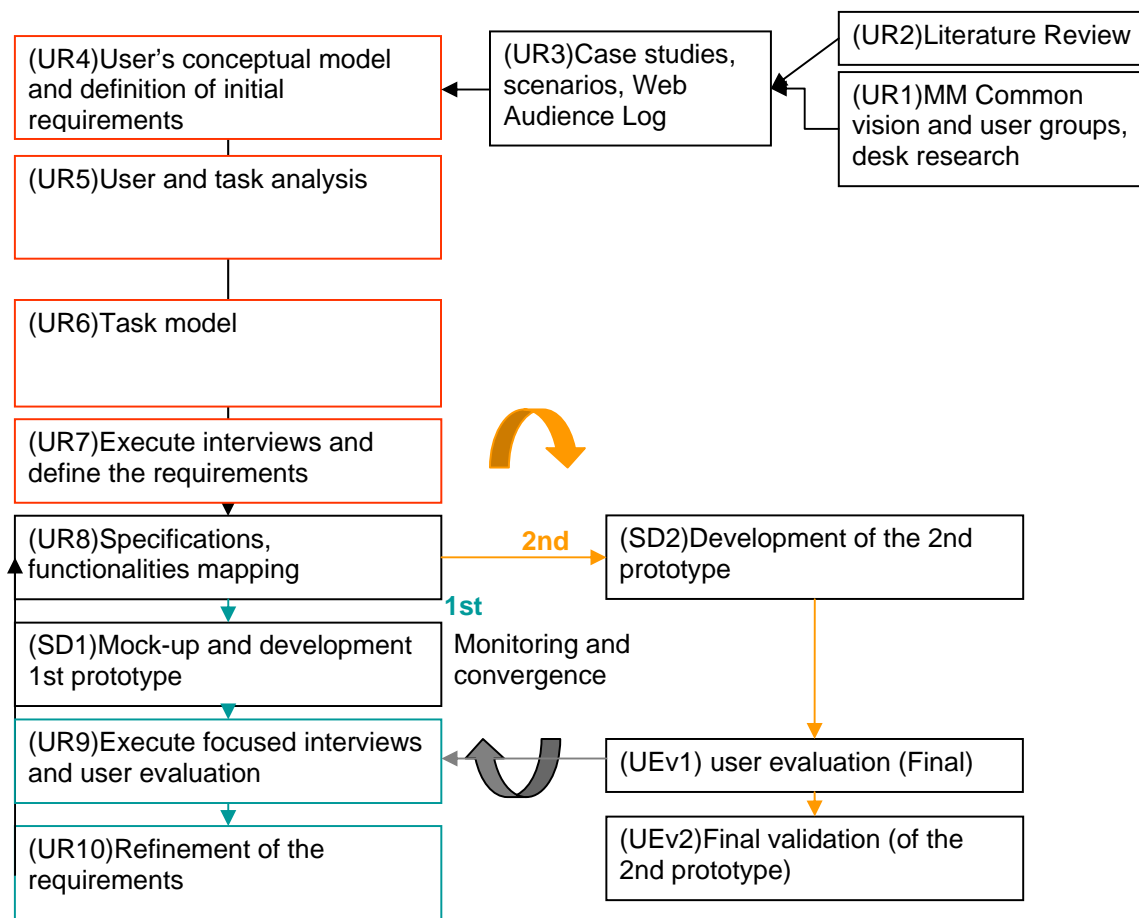 (UR4)User's conceptual model
and definition of initial
requirements
(UR3)Case studies,
scenarios, Web
Audience Log
(UR2)Literature Review
(UR1)MM Common
vision and user groups,
desk research
(UR5)User and task analysis
(UR6)Task model
(UR7)Execute interviews and
define the requirements
(UR8)Specifications,
functionalities mapping
2nd
(SD2)Development of the 2nd
prototype
1st
(SD1)Mock-up and development
1st prototype
Monitoring and
convergence
(UR9)Execute focused interviews
and user evaluation
(UEv1) user evaluation (Final)
(UR10)Refinement of the
requirements
(UEv2)Final validation (of the
2nd prototype)